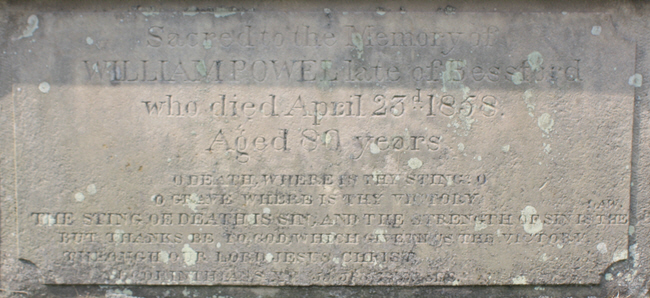 Sacred to the Memory of
WILLIAM POWEL late of Bessford
who died April 23d. 1858.
Aged 80 years
O DEATH, WHERE IS THY STING? O
O GRAVE WHERE IS THY VICTORY
LAW.
THE STING OF DEATH IS SIN, AND THE STRENGTH OF SIN IS THE
BUT THANKS BE TO GOD WHICH GIVETH US THE VICTORY
THROUGH OUR LORD JESUS CHRIST
CORINTHIANS